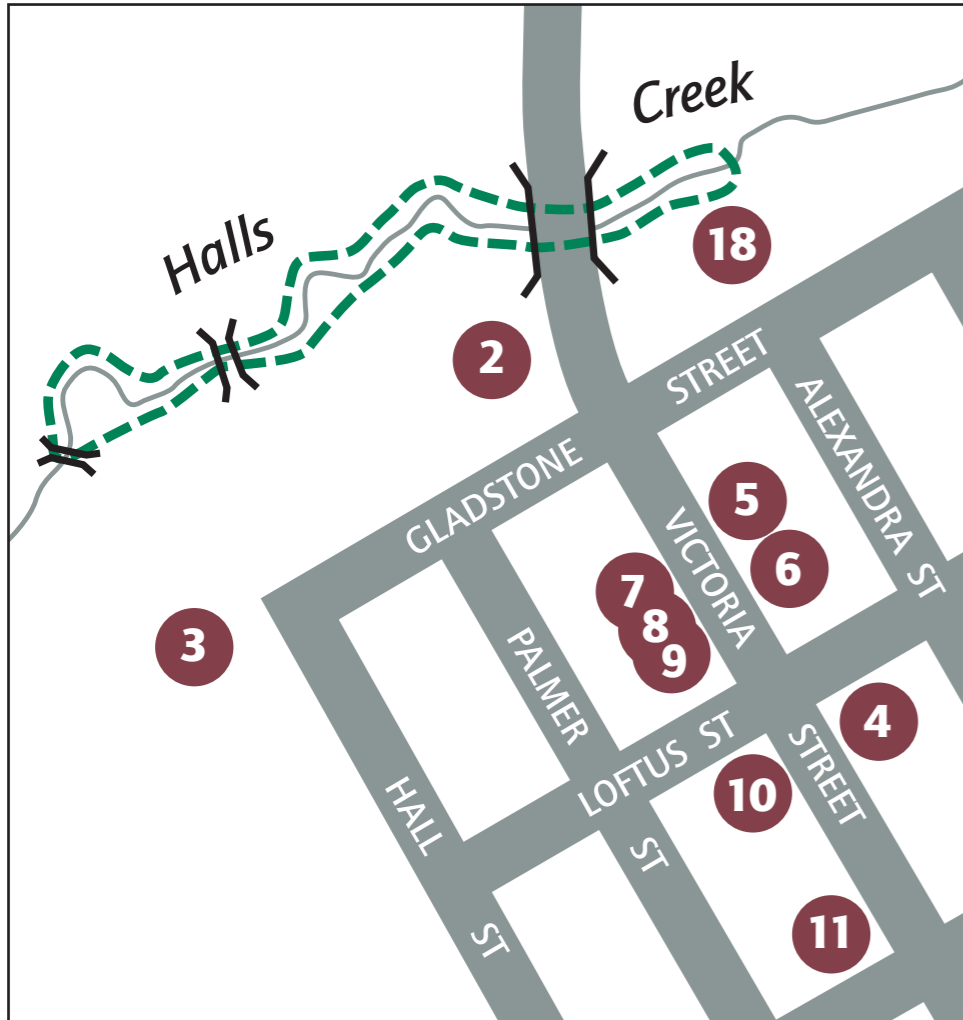 Creek
Halls
18
2
STREET
GLADSTONE
ALEXANDRA ST
5
VICTORIA
6
7
8
9
3
PALMER
4
LOFTUS ST
STREET
10
HALL
ST
11
ST